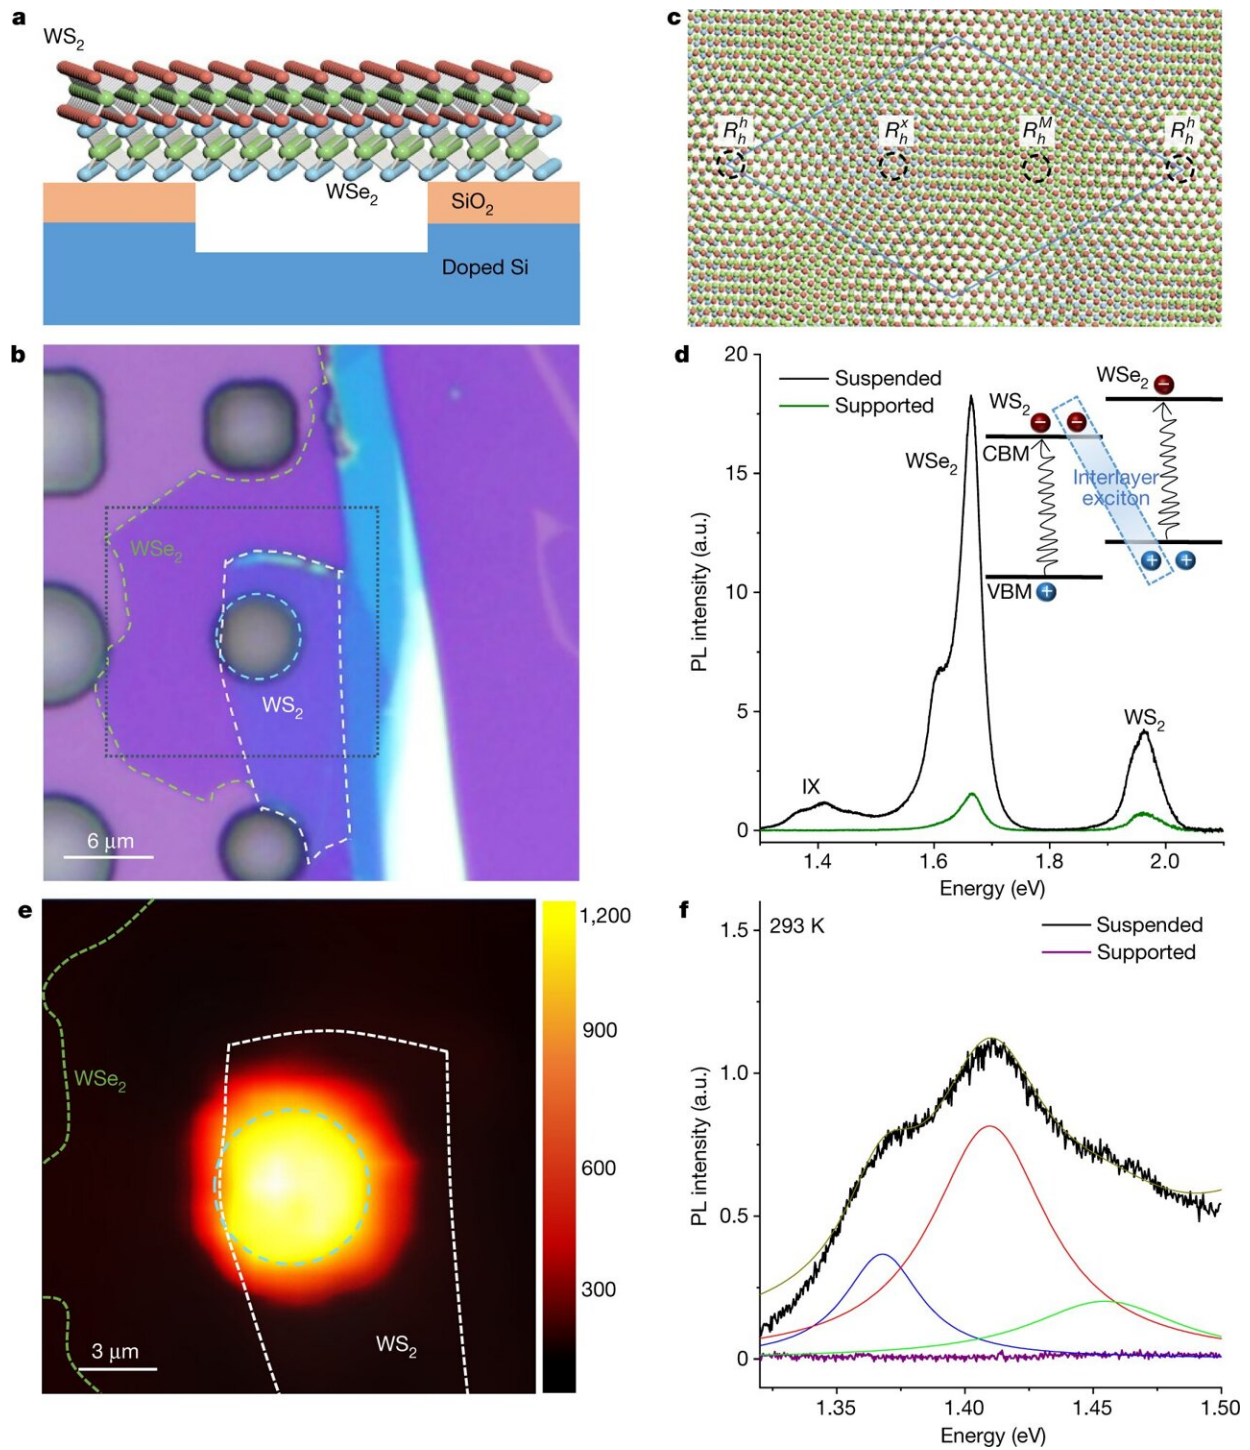 a
WS₂
WSe₂
SiO₂
Doped Si
b
WSe₂
WS₂
6 μm
c
R_h^h
R_h^x
R_h^M
R_h^h
d
20
15
10
5
0
PL intensity (a.u.)
Suspended
Supported
WSe₂
WS₂
IX
WS₂
CBM
VBM
WSe₂
Interlayer
exciton
−
−
−
+
+
+
1.4
1.6
1.8
2.0
Energy (eV)
e
WSe₂
WS₂
3 μm
1,200
900
600
300
f
293 K
Suspended
Supported
1.5
1.0
0.5
0
PL intensity (a.u.)
1.35
1.40
1.45
1.50
Energy (eV)